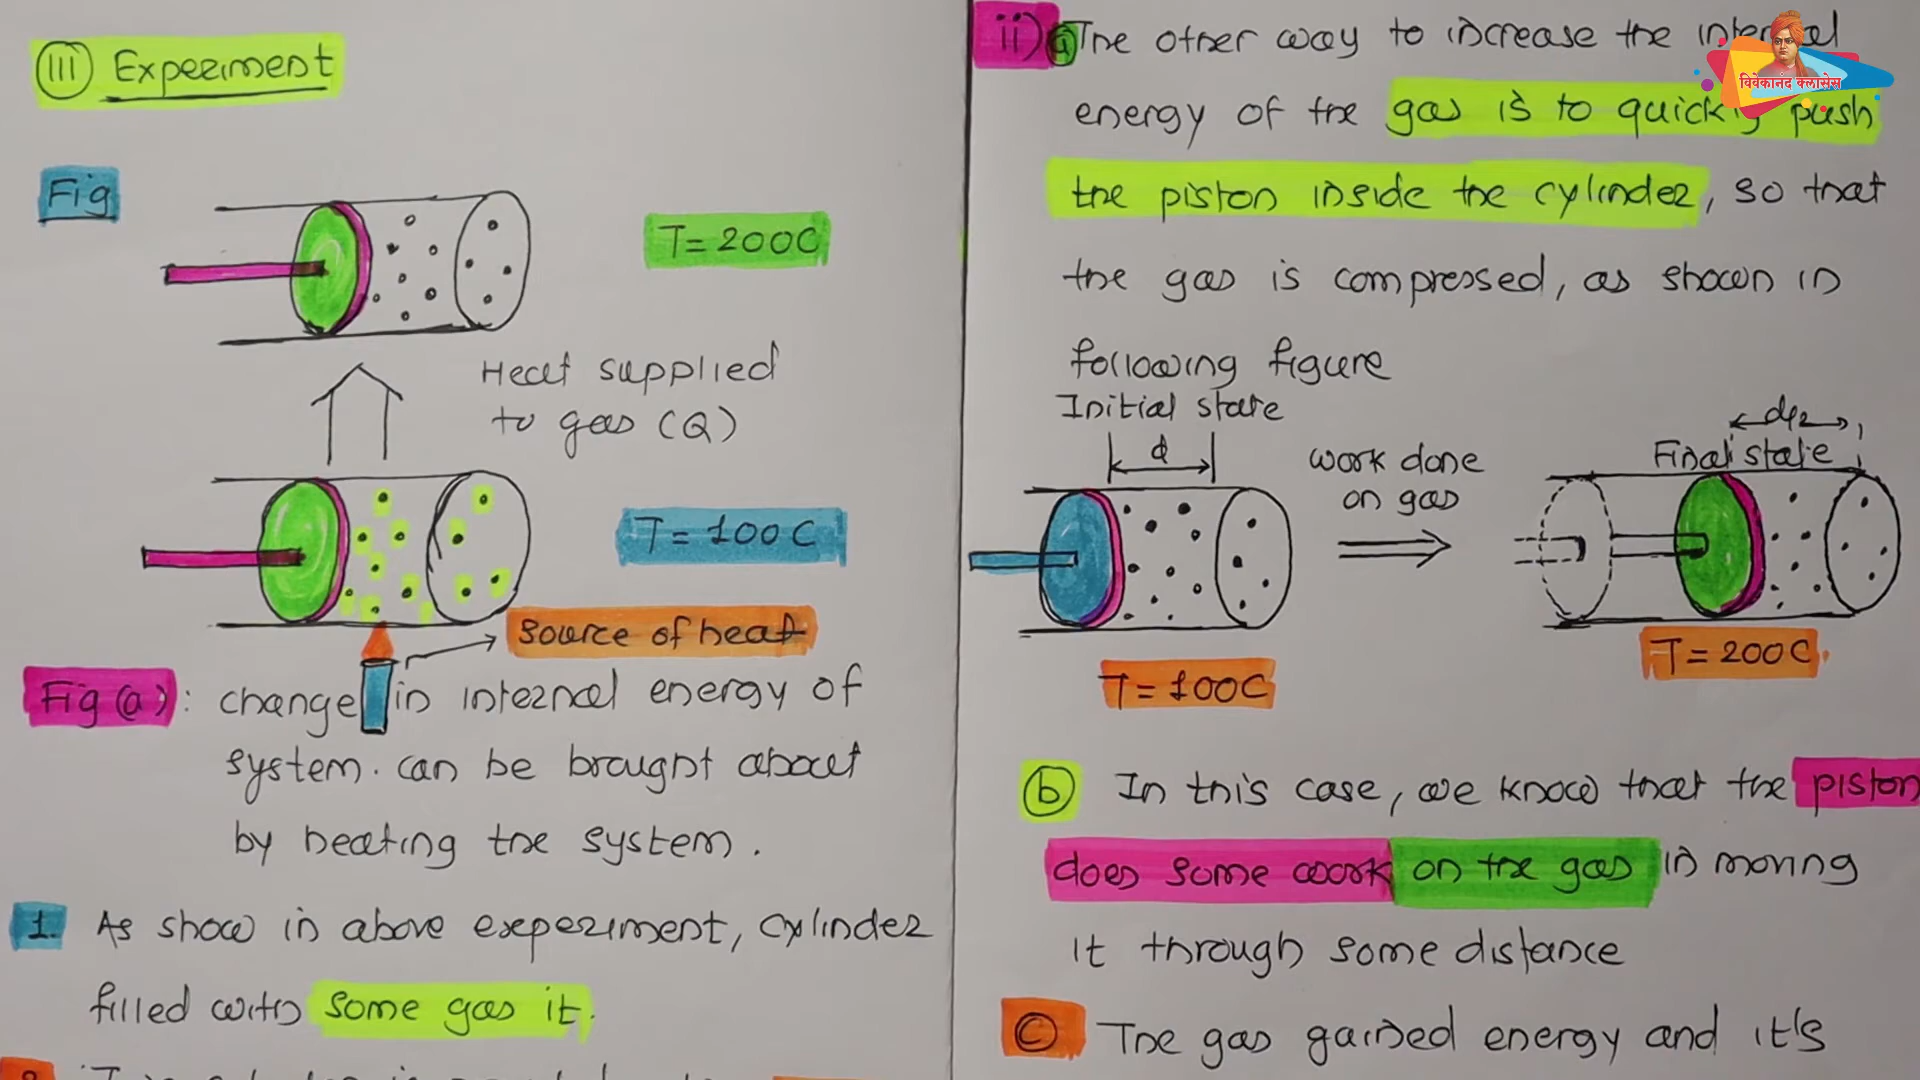 III Experiment
Fig
T = 200C
Heat supplied
to gas (Q)
T = 100C
source of heat
Fig (a) : change in internal energy of
system. can be brought about
by heating the system.
1. As show in above experiment, cylinder
filled with some gas it.
ii) a The other way to increase the internal
energy of the gas is to quickly push
the piston inside the cylinder, so that
the gas is compressed, as shown in
following figure
Initial state
d
work done
on gas
d/2
Final state
T = 100C
T = 200C.
b In this case, we know that the piston
does some work on the gas in moving
it through some distance
C The gas gained energy and it's
विवेकानंद क्लासेस